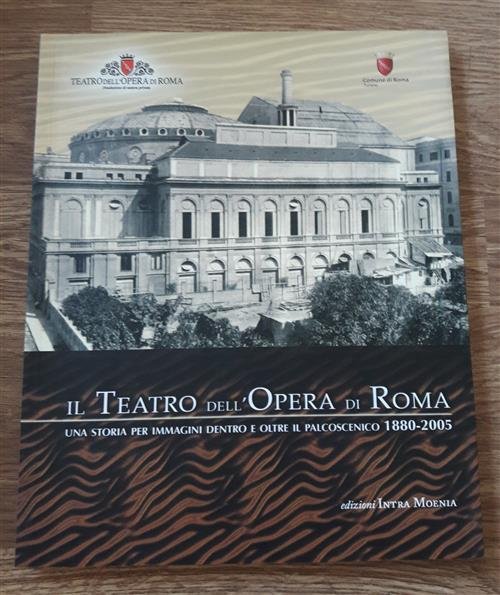 TEATRO DELL'OPERA DI ROMA
Comune di Roma
IL TEATRO DELL'OPERA DI ROMA
UNA STORIA PER IMMAGINI DENTRO E OLTRE IL PALCOSCENICO 1880-2005
edizioni INTRA MOENIA